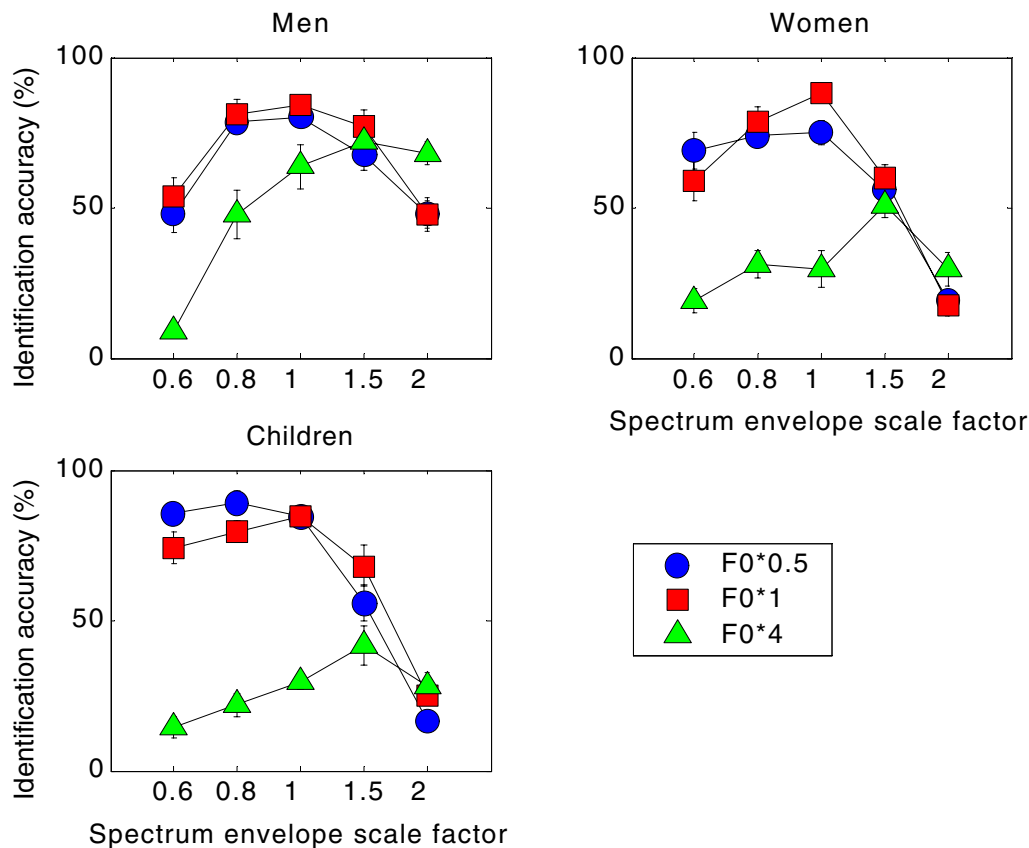 Men
Identification accuracy (%)
100
50
0
0.6 0.8 1 1.5 2
Women
100
50
0
0.6 0.8 1 1.5 2
Spectrum envelope scale factor
Children
Identification accuracy (%)
100
50
0
0.6 0.8 1 1.5 2
Spectrum envelope scale factor
F0*0.5
F0*1
F0*4